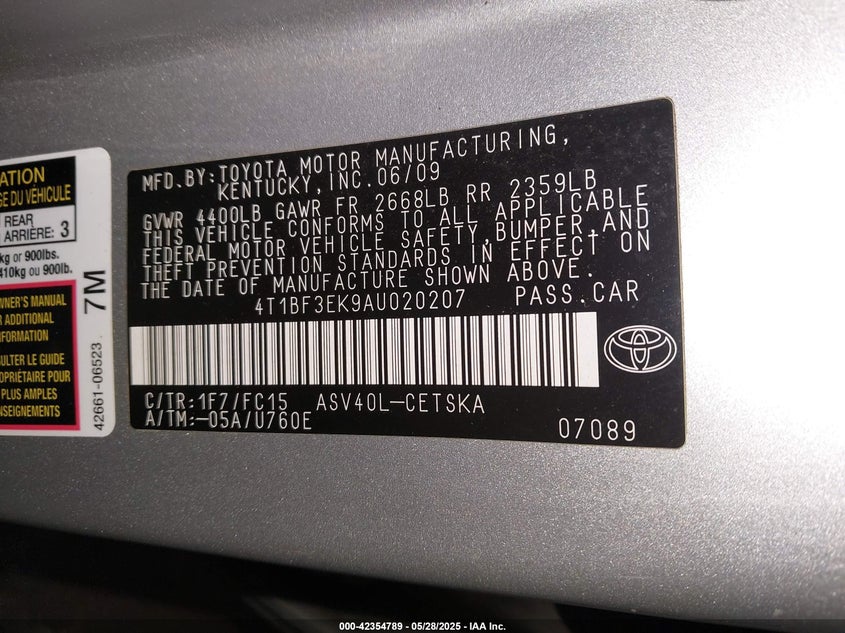 ATION
GE DU VÉHICULE
REAR
ARRIÈRE: 3
kg or 900lbs.
410kg ou 900lb.
WNER'S MANUAL
R ADDITIONAL
INFORMATION
SULTER LE GUIDE
OPRIÉTAIRE POUR
PLUS AMPLES
SEIGNEMENTS
7M
42661-06523
MFD.BY:TOYOTA MOTOR MANUFACTURING,
KENTUCKY,INC.06/09
GVWR 4400LB GAWR FR 2668LB RR 2359LB
THIS VEHICLE CONFORMS TO ALL APPLICABLE
FEDERAL MOTOR VEHICLE SAFETY,BUMPER,AND
THEFT PREVENTION STANDARDS IN EFFECT ON
THE DATE OF MANUFACTURE SHOWN ABOVE.
4T1BF3EK9AU020207 PASS.CAR
C/TR:1F7/FC15 ASV40L-CETSKA
A/TM:-05A/U760E
07089
000-42354789 - 05/28/2025 - IAA Inc.